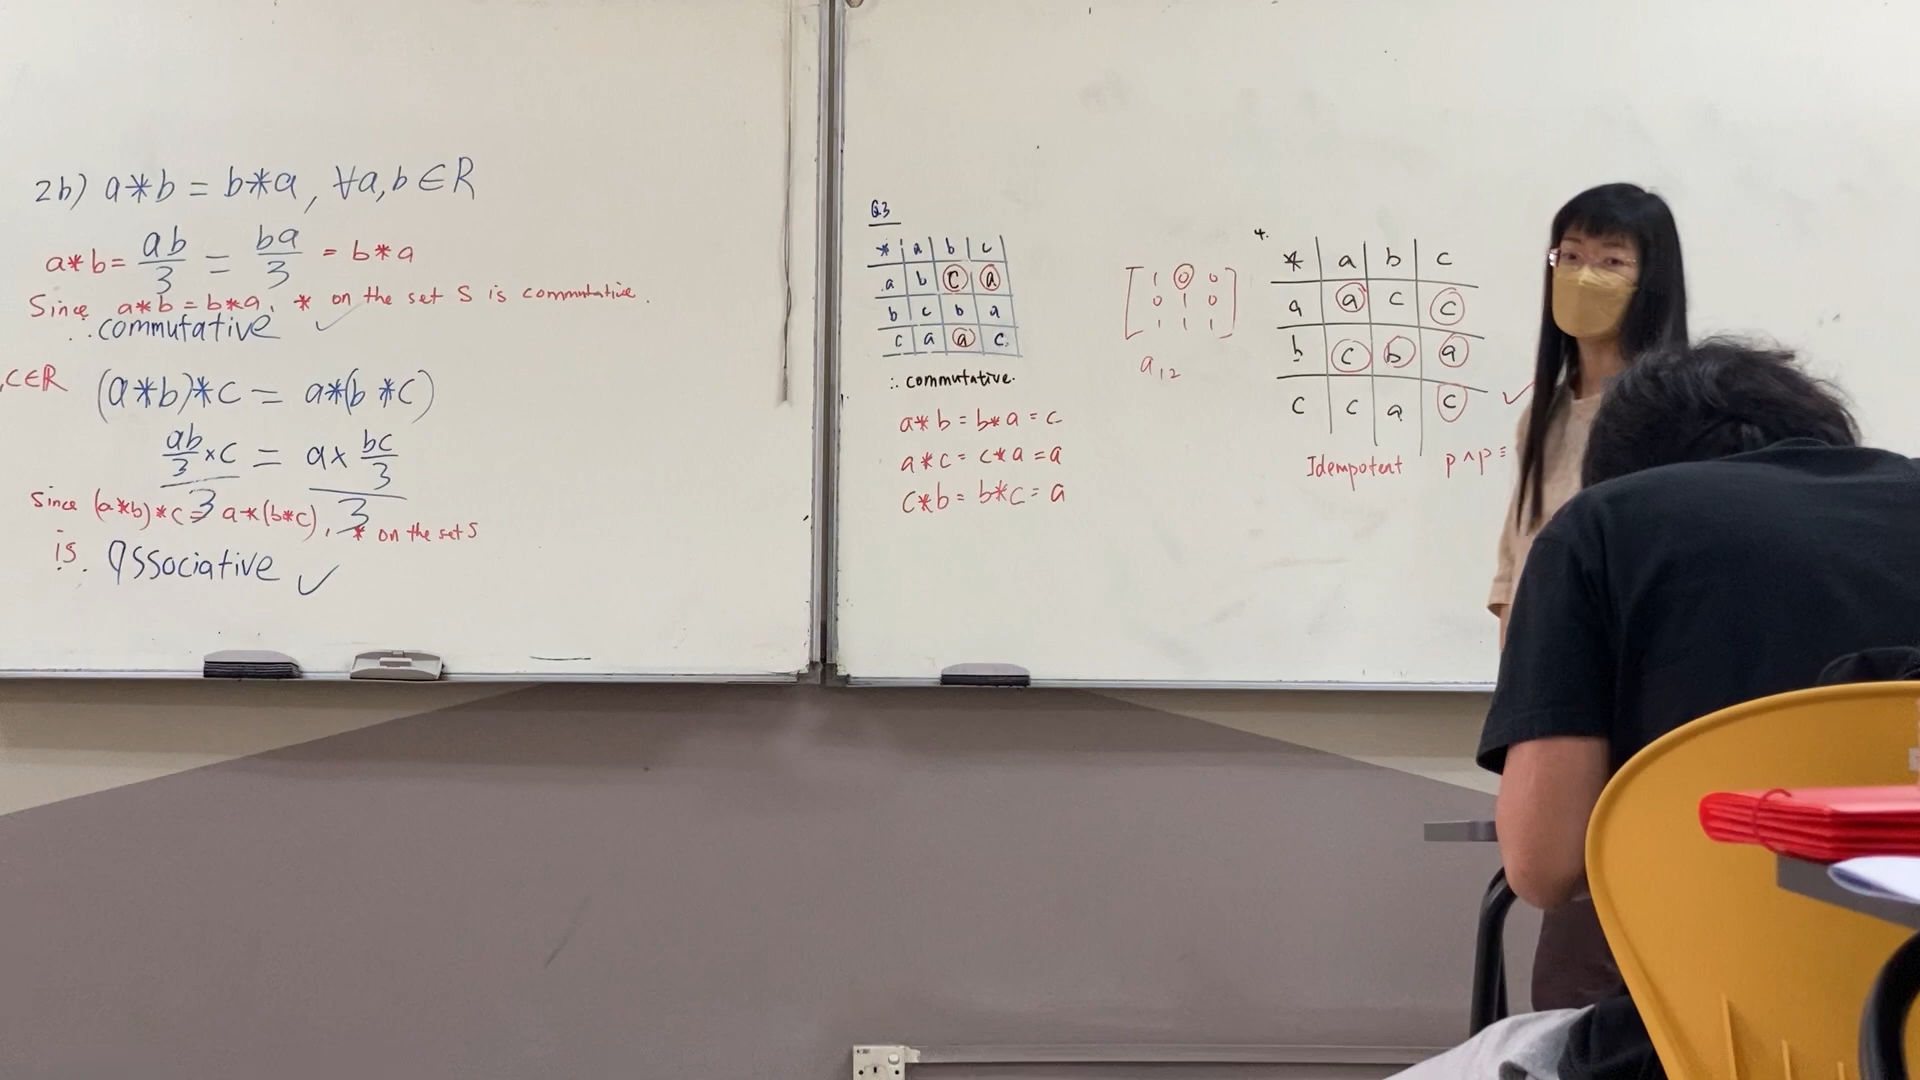 2b) a*b = b*a, ∀a,b ∈ R
a*b = ab/3 = ba/3 = b*a
Since a*b = b*a, * on the set S is commutative.
∴ commutative ✓
,c∈R (a*b)*c = a*(b*c)
ab/3 × c / 3 = a × bc/3 / 3
Since (a*b)*c = a*(b*c), * on the set S
is. associative ✓
Q3
* a b c
a b c a
b c b a
c a a c
∴ commutative.
a*b = b*a = c
a*c = c*a = a
c*b = b*c = a
1 0 0
0 1 0
1 1 1
a12
4.
* a b c
a a c c
b c b a
c c a c ✓
Idempotent p∧p ≡